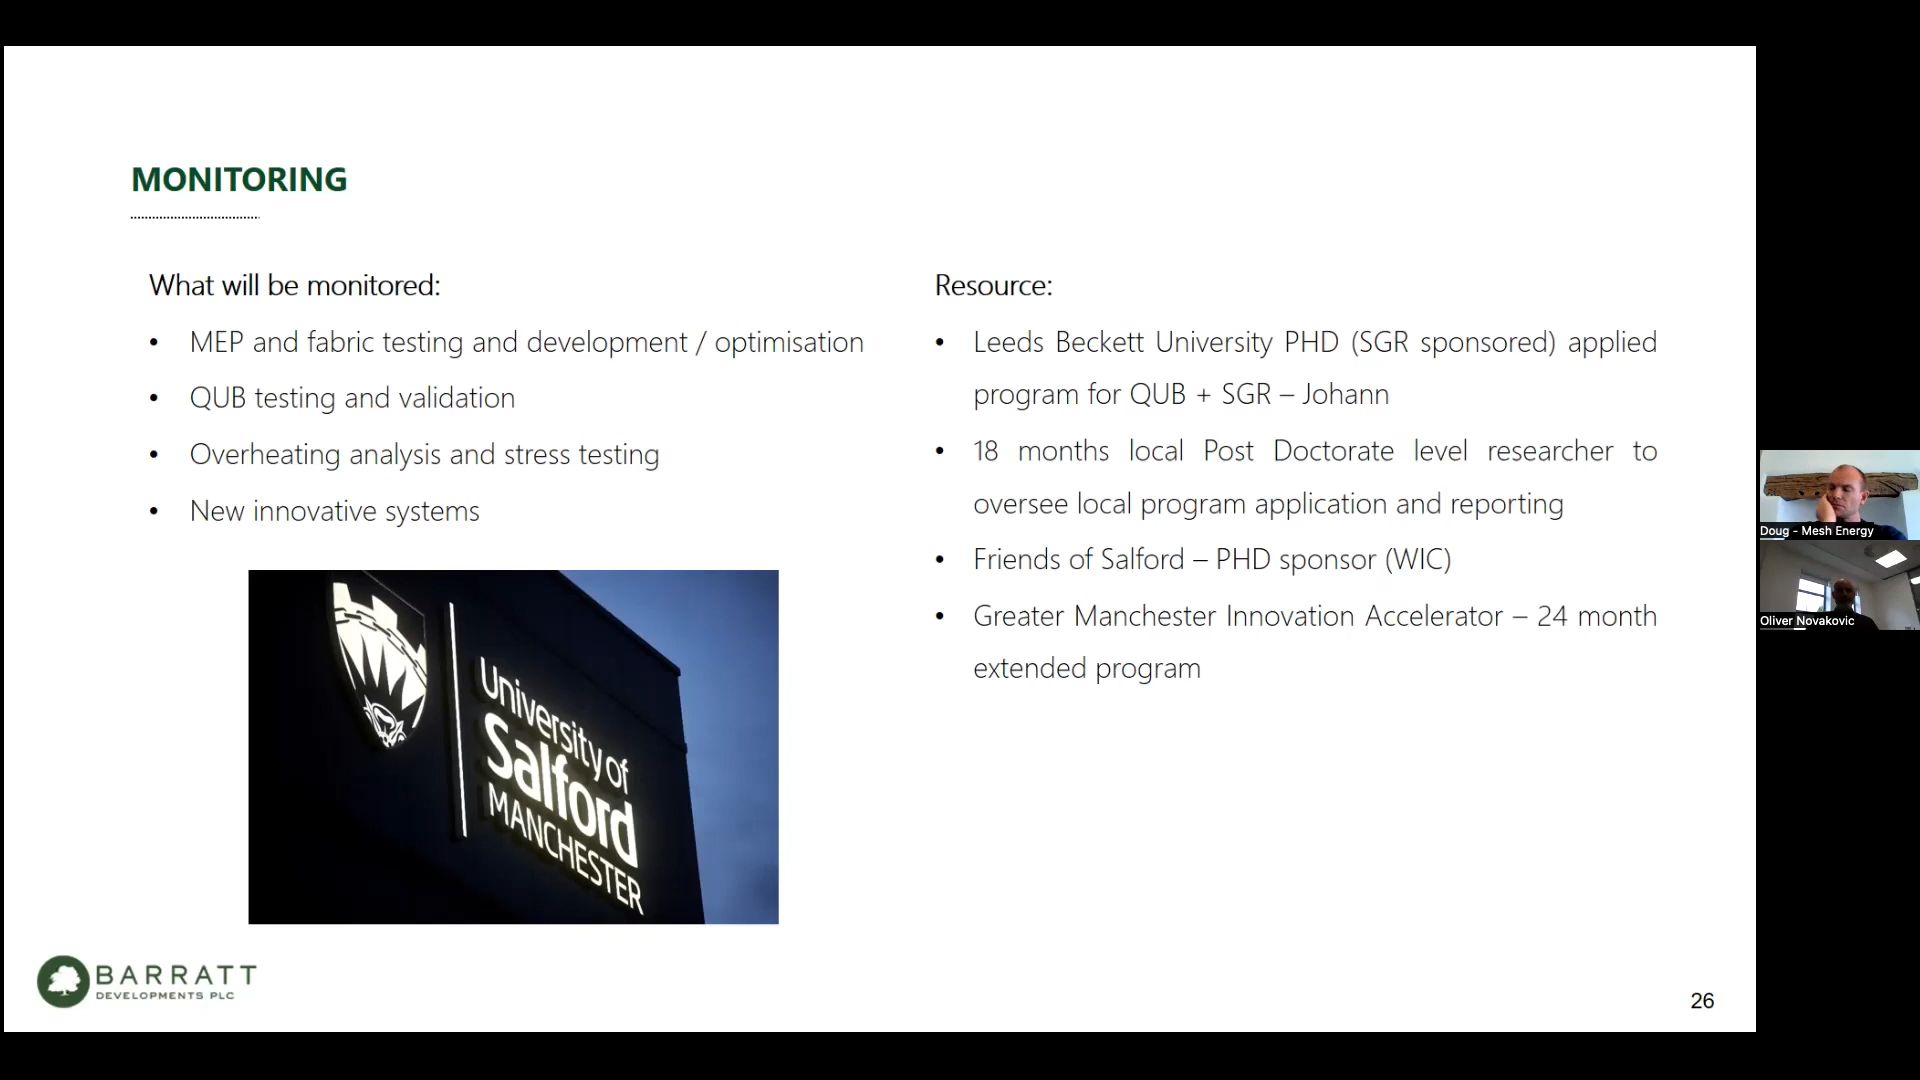 MONITORING
What will be monitored:
• MEP and fabric testing and development / optimisation
• QUB testing and validation
• Overheating analysis and stress testing
• New innovative systems
University of
Salford
MANCHESTER
Resource:
• Leeds Beckett University PHD (SGR sponsored) applied
program for QUB + SGR – Johann
• 18 months local Post Doctorate level researcher to
oversee local program application and reporting
• Friends of Salford – PHD sponsor (WIC)
• Greater Manchester Innovation Accelerator – 24 month
extended program
BARRATT
DEVELOPMENTS PLC
26
Doug - Mesh Energy
Oliver Novakovic